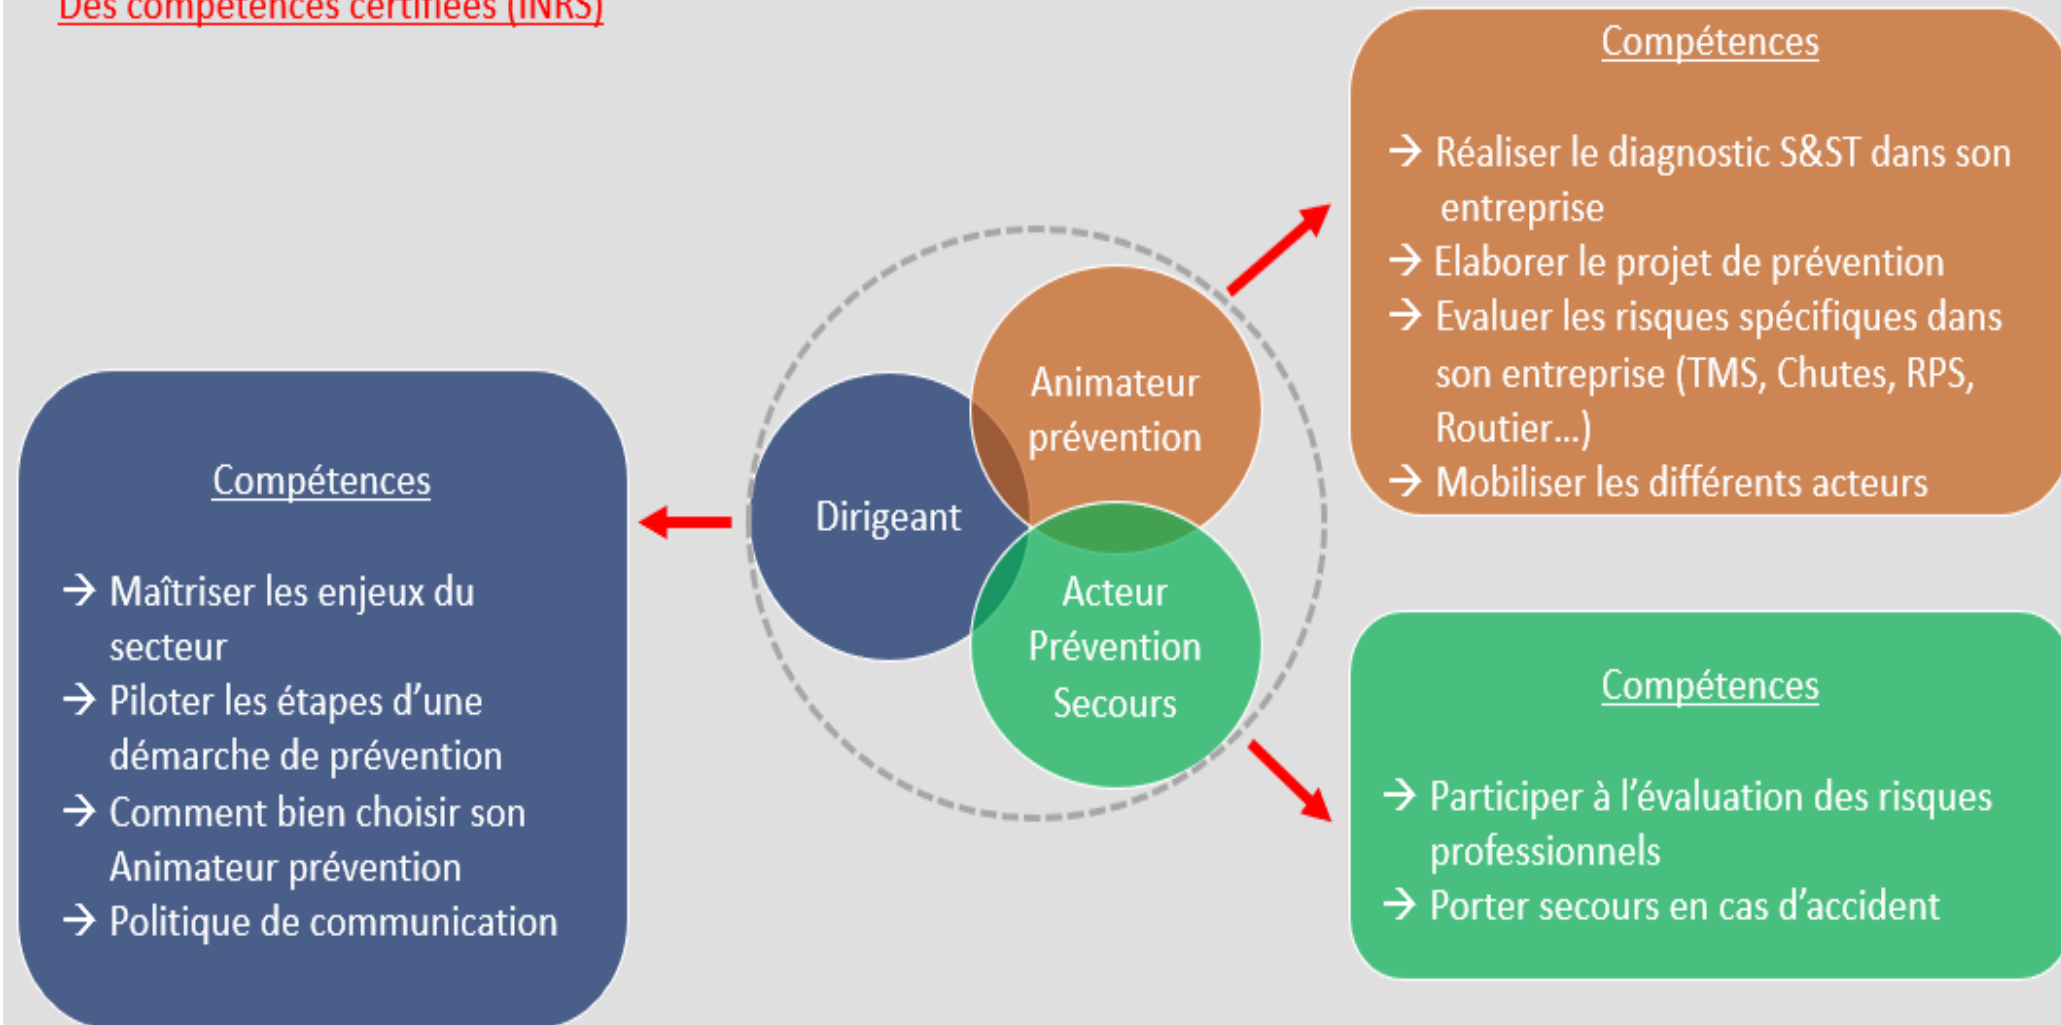 Des compétences certifiées (INRS)
Compétences
→ Réaliser le diagnostic S&ST dans son
entreprise
→ Elaborer le projet de prévention
→ Evaluer les risques spécifiques dans
son entreprise (TMS, Chutes, RPS,
Routier...)
→ Mobiliser les différents acteurs
Animateur
prévention
Dirigeant
Acteur
Prévention
Secours
Compétences
→ Maîtriser les enjeux du
secteur
→ Piloter les étapes d’une
démarche de prévention
→ Comment bien choisir son
Animateur prévention
→ Politique de communication
Compétences
→ Participer à l’évaluation des risques
professionnels
→ Porter secours en cas d’accident